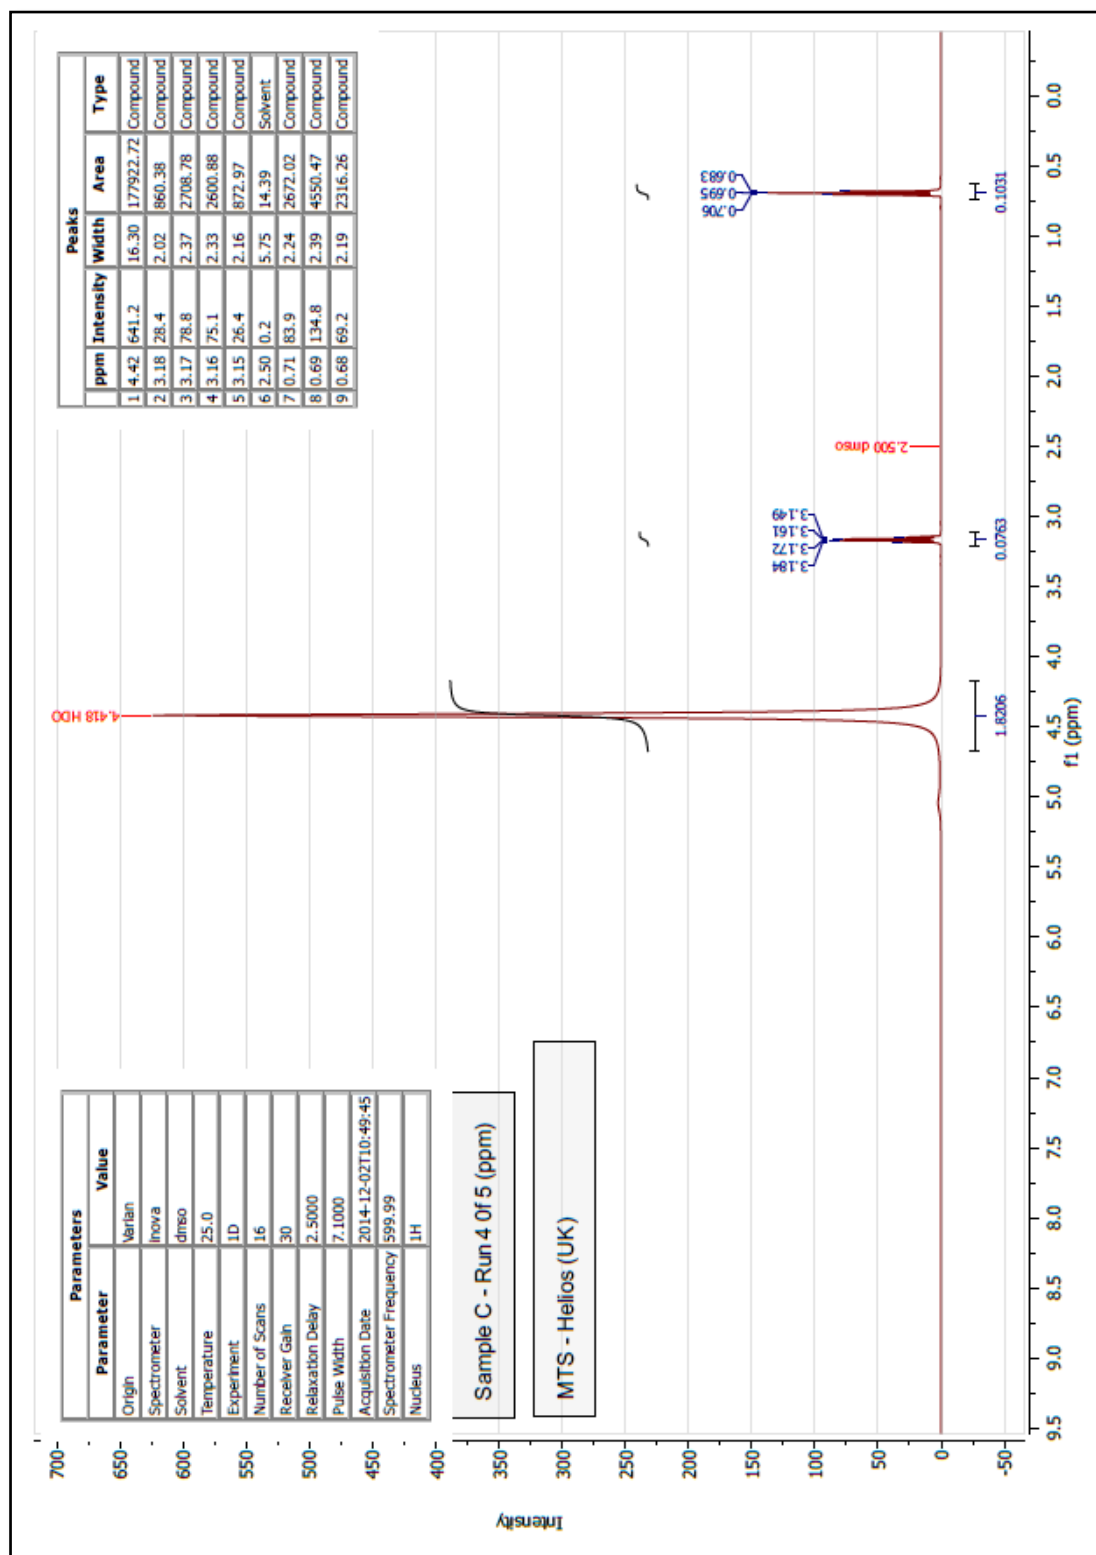 Parameters
Parameter Value
Origin Varian
Spectrometer inova
Solvent dmso
Temperature 25.0
Experiment 1D
Number of Scans 16
Receiver Gain 30
Relaxation Delay 2.5000
Pulse Width 7.1000
Acquisition Date 2014-12-02T10:49:45
Spectrometer Frequency 599.99
Nucleus 1H
Peaks
ppm Intensity Width Area Type
1 4.42 641.2 16.30 177922.72 Compound
2 3.18 28.4 2.02 860.38 Compound
3 3.17 78.8 2.37 2708.78 Compound
4 3.16 75.1 2.33 2600.88 Compound
5 3.15 26.4 2.16 872.97 Compound
6 2.50 0.2 5.75 14.39 Solvent
7 0.71 83.9 2.24 2672.02 Compound
8 0.69 134.8 2.39 4550.47 Compound
9 0.68 69.2 2.19 2316.26 Compound
Sample C - Run 4 0f 5 (ppm)
MTS - Helios (UK)
4.418 HDO
3.184
3.172
3.161
3.149
2.500 dmso
0.706
0.695
0.683
1.8206
0.0763
0.1031
700
650
600
550
500
450
400
350
300
250
200
150
100
50
0
-50
Intensity
9.5 9.0 8.5 8.0 7.5 7.0 6.5 6.0 5.5 5.0 4.5 4.0 3.5 3.0 2.5 2.0 1.5 1.0 0.5 0.0
f1 (ppm)